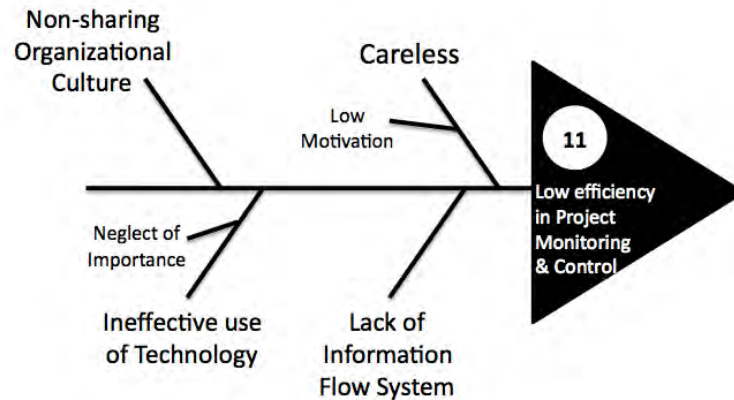 Non-sharing
Organizational
Culture
Careless
Low
Motivation
11
Low efficiency
in Project
Monitoring
& Control
Neglect of
Importance
Ineffective use
of Technology
Lack of
Information
Flow System